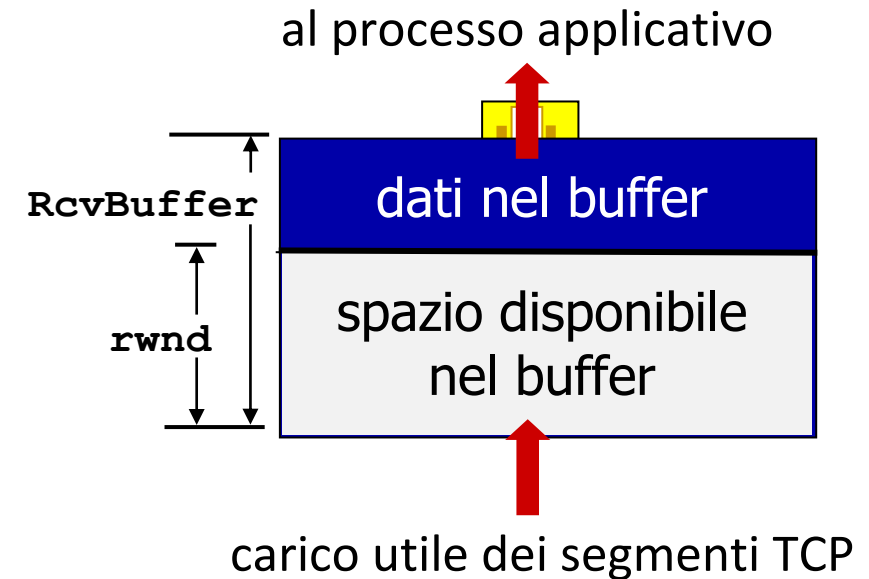 al processo applicativo
RcvBuffer
dati nel buffer
rwnd
spazio disponibile
nel buffer
carico utile dei segmenti TCP